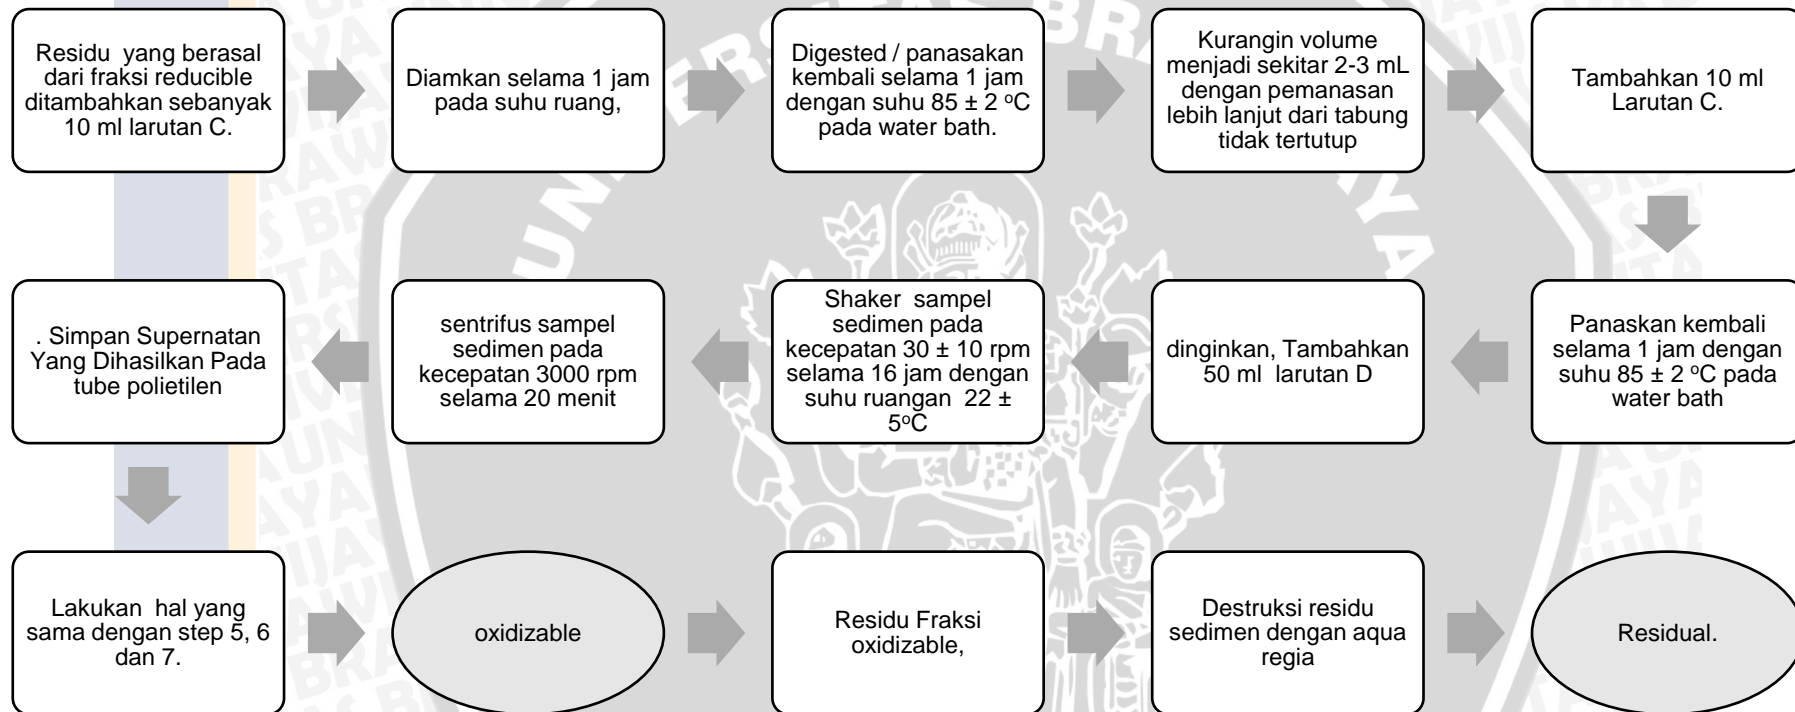 Residu yang berasal
dari fraksi reducible
ditambahkan sebanyak
10 ml larutan C.
Diamkan selama 1 jam
pada suhu ruang,
Digested / panasakan
kembali selama 1 jam
dengan suhu 85 ± 2 °C
pada water bath.
Kurangin volume
menjadi sekitar 2-3 mL
dengan pemanasan
lebih lanjut dari tabung
tidak tertutup
Tambahkan 10 ml
Larutan C.
Panaskan kembali
selama 1 jam dengan
suhu 85 ± 2 °C pada
water bath
dinginkan, Tambahkan
50 ml larutan D
Shaker sampel
sedimen pada
kecepatan 30 ± 10 rpm
selama 16 jam dengan
suhu ruangan 22 ±
5°C
sentrifus sampel
sedimen pada
kecepatan 3000 rpm
selama 20 menit
. Simpan Supernatan
Yang Dihasilkan Pada
tube polietilen
Lakukan hal yang
sama dengan step 5, 6
dan 7.
oxidizable
Residu Fraksi
oxidizable,
Destruksi residu
sedimen dengan aqua
regia
Residual.